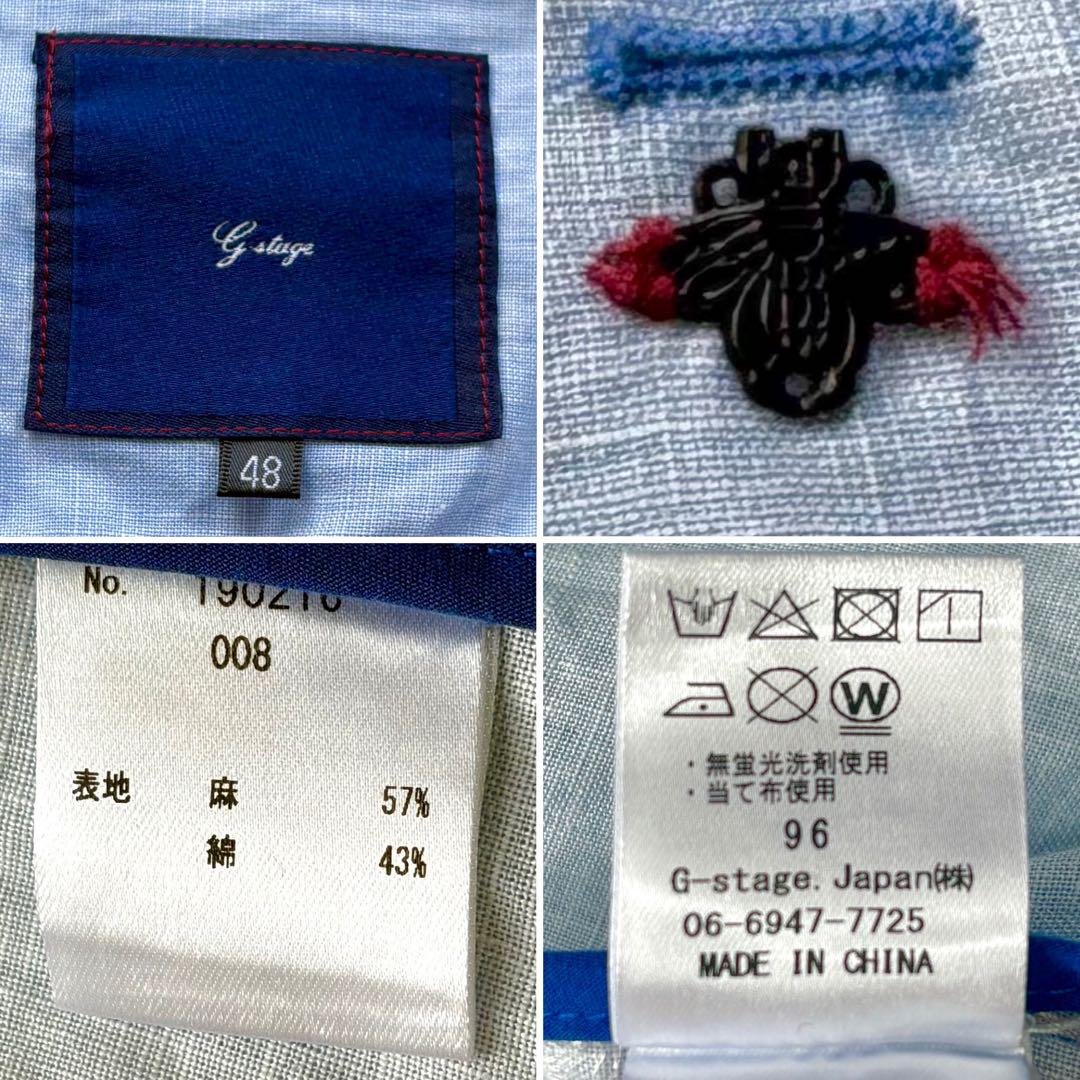 G-stage
48
No.
008
表地 麻 57%
綿 43%
W
・無蛍光洗剤使用
・当て布使用
96
G-stage. Japan㈱
06-6947-7725
MADE IN CHINA